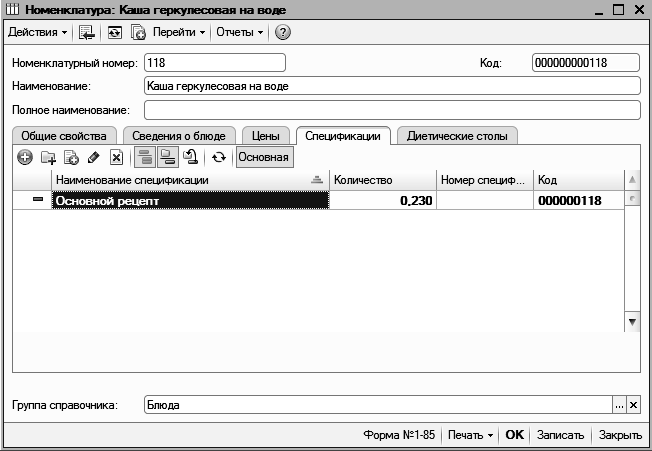 Номенклатура: Каша геркулесовая на воде
Действия Перейти Отчеты ?
Номенклатурный номер: 118 Код: 000000000118
Наименование: Каша геркулесовая на воде
Полное наименование:
Общие свойства Сведения о блюде Цены Спецификации Диетические столы
Основная
Наименование спецификации Количество Номер специф... Код
Основной рецепт 0,230 000000118
Группа справочника: Блюда ... x
Форма №1-85 Печать OK Записать Закрыть